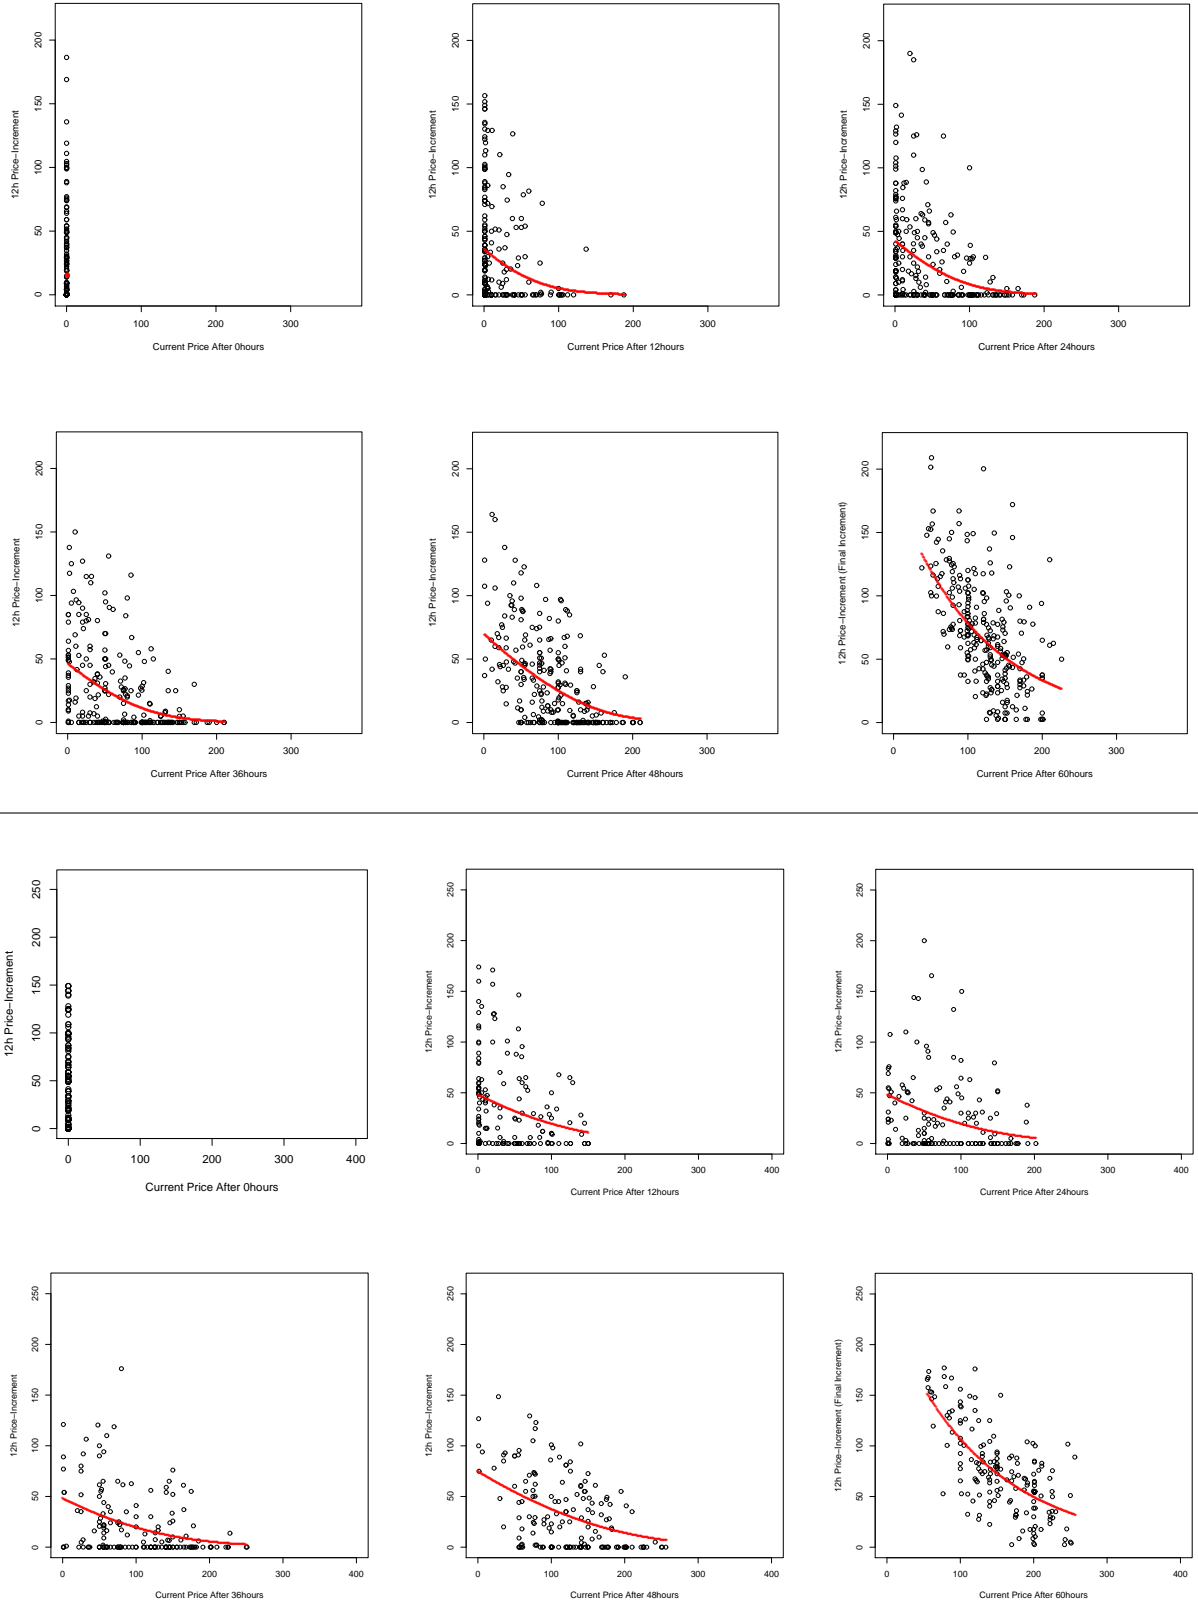 200
150
100
50
0
12h Price−Increment
0 100 200 300
Current Price After 0hours
200
150
100
50
0
12h Price−Increment
0 100 200 300
Current Price After 12hours
200
150
100
50
0
12h Price−Increment
0 100 200 300
Current Price After 24hours
200
150
100
50
0
12h Price−Increment
0 100 200 300
Current Price After 36hours
200
150
100
50
0
12h Price−Increment
0 100 200 300
Current Price After 48hours
200
150
100
50
0
12h Price−Increment (Final Increment)
0 100 200 300
Current Price After 60hours
250
200
150
100
50
0
12h Price−Increment
0 100 200 300 400
Current Price After 0hours
250
200
150
100
50
0
12h Price−Increment
0 100 200 300 400
Current Price After 12hours
250
200
150
100
50
0
12h Price−Increment
0 100 200 300 400
Current Price After 24hours
250
200
150
100
50
0
12h Price−Increment
0 100 200 300 400
Current Price After 36hours
250
200
150
100
50
0
12h Price−Increment
0 100 200 300 400
Current Price After 48hours
250
200
150
100
50
0
12h Price−Increment (Final Increment)
0 100 200 300 400
Current Price After 60hours